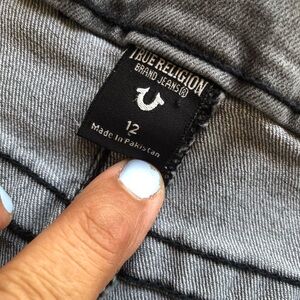 TRUE RELIGION
BRAND JEANS®
12
Made in Pakistan